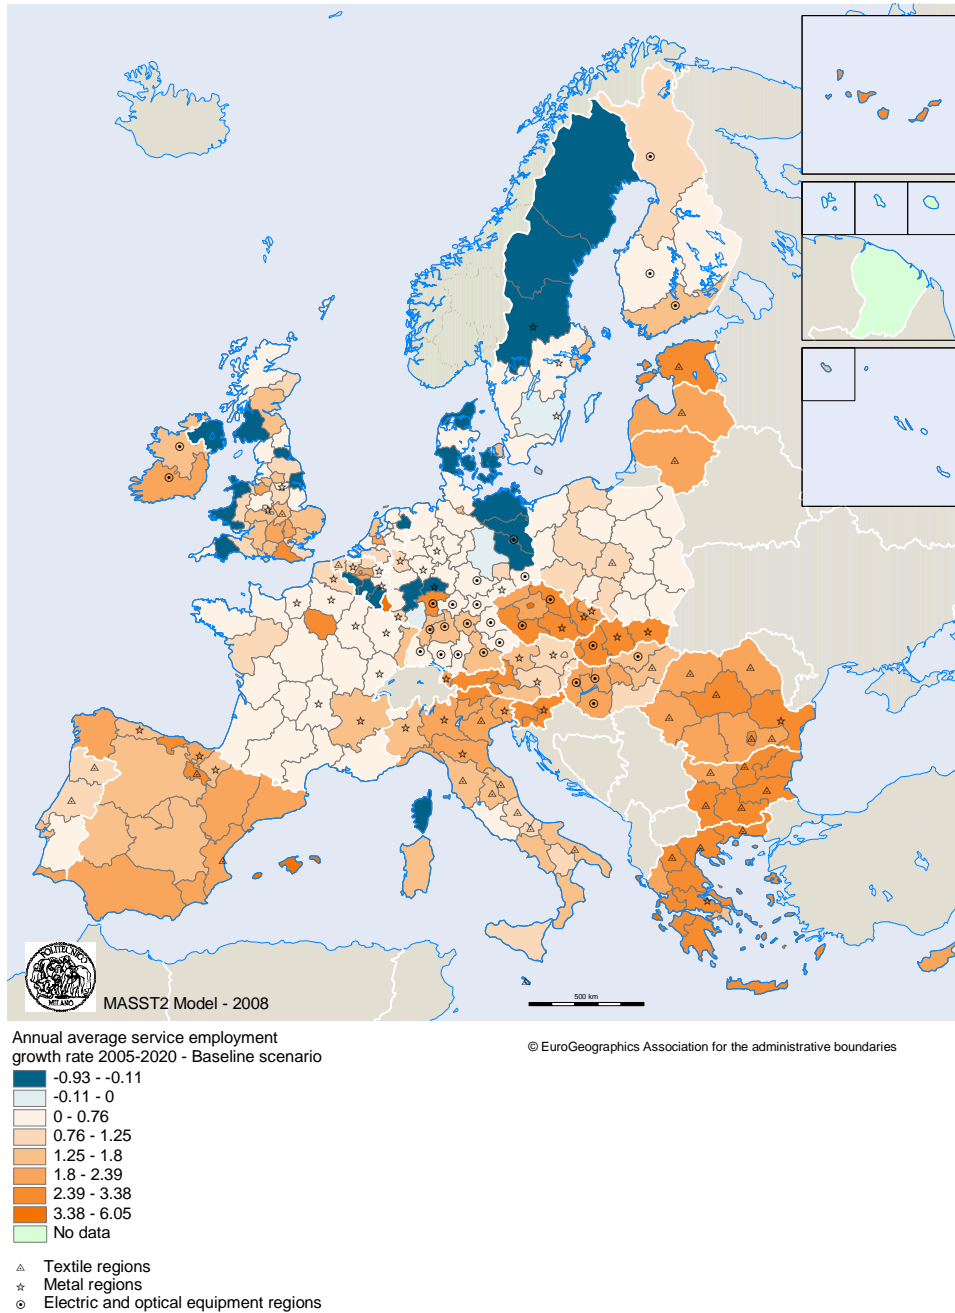 POLITECNICO
MILANO
MASST2 Model - 2008
500 km
Annual average service employment
growth rate 2005-2020 - Baseline scenario
© EuroGeographics Association for the administrative boundaries
-0.93 - -0.11
-0.11 - 0
0 - 0.76
0.76 - 1.25
1.25 - 1.8
1.8 - 2.39
2.39 - 3.38
3.38 - 6.05
No data
Textile regions
Metal regions
Electric and optical equipment regions